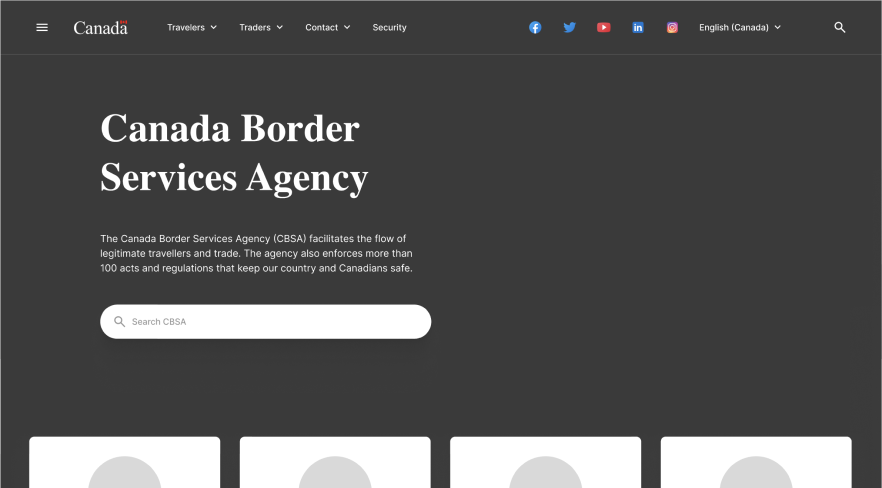 Canada
Travelers
Traders
Contact
Security
English (Canada)
Canada Border
Services Agency
The Canada Border Services Agency (CBSA) facilitates the flow of
legitimate travellers and trade. The agency also enforces more than
100 acts and regulations that keep our country and Canadians safe.
Search CBSA